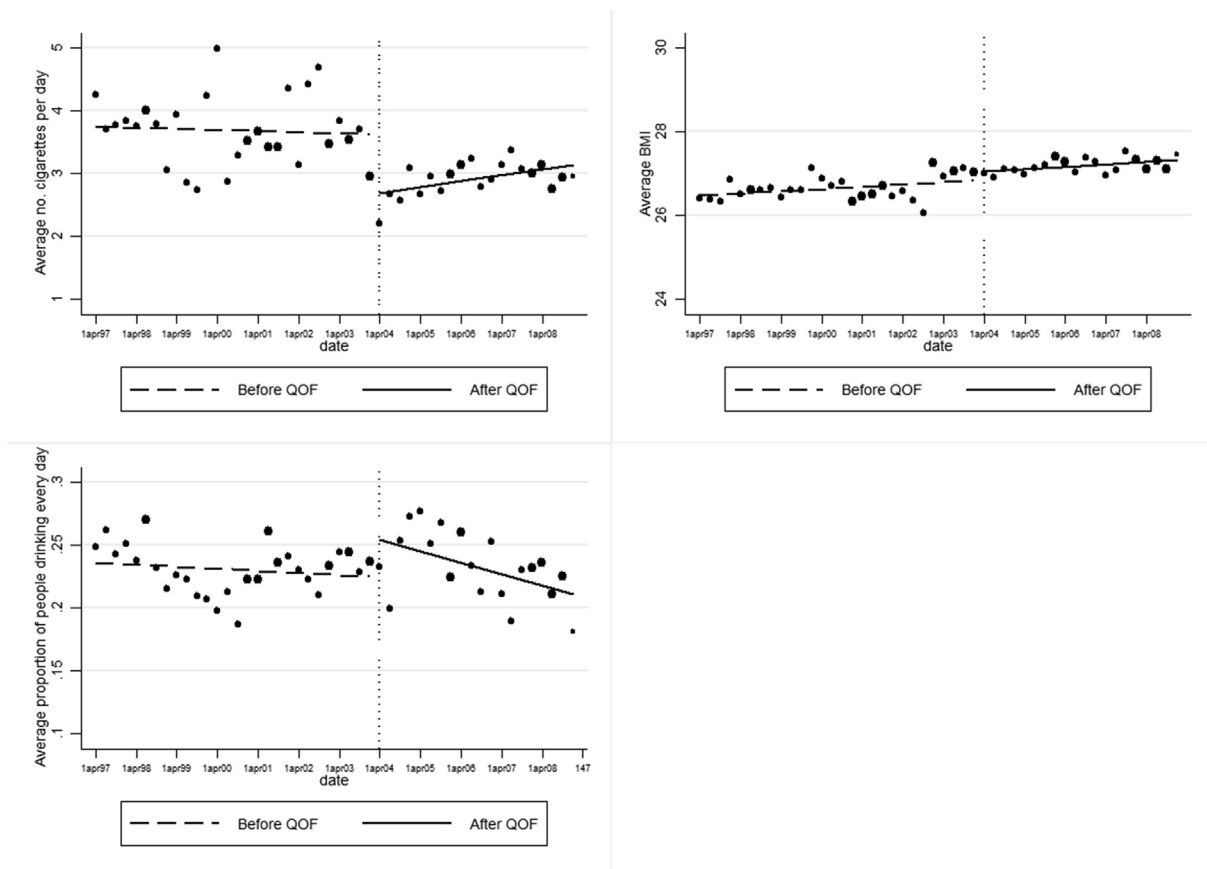 Average no. cigarettes per day
5
4
3
2
1
1apr97 1apr98 1apr99 1apr00 1apr01 1apr02 1apr03 1apr04 1apr05 1apr06 1apr07 1apr08
date
Before QOF After QOF
Average BMI
30
28
26
24
1apr97 1apr98 1apr99 1apr00 1apr01 1apr02 1apr03 1apr04 1apr05 1apr06 1apr07 1apr08
date
Before QOF After QOF
Average proportion of people drinking every day
.3
.25
.2
.15
.1
1apr97 1apr98 1apr99 1apr00 1apr01 1apr02 1apr03 1apr04 1apr05 1apr06 1apr07 1apr08 147
date
Before QOF After QOF